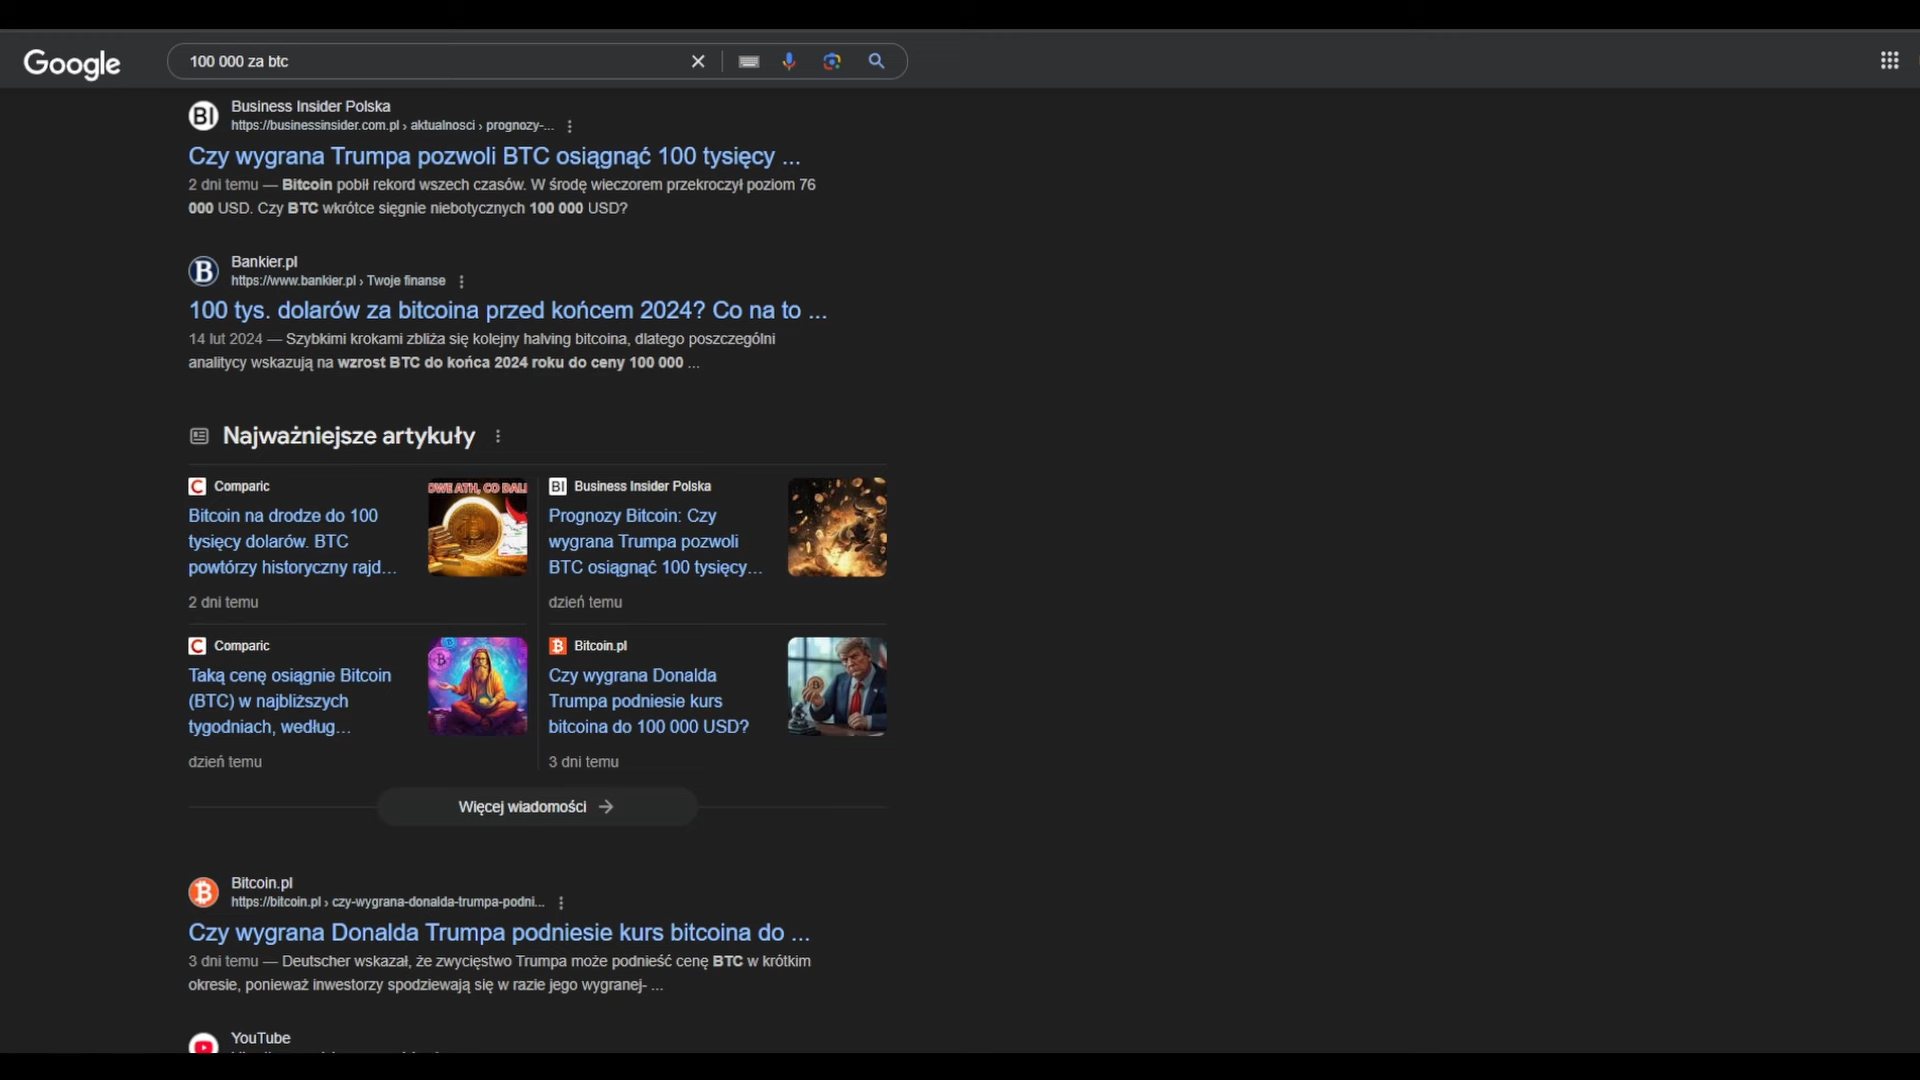 Google
100 000 za btc
Business Insider Polska
https://businessinsider.com.pl › aktualnosci › prognozy-...
Czy wygrana Trumpa pozwoli BTC osiągnąć 100 tysięcy ...
2 dni temu — Bitcoin pobił rekord wszech czasów. W środę wieczorem przekroczył poziom 76
000 USD. Czy BTC wkrótce sięgnie niebotycznych 100 000 USD?
Bankier.pl
https://www.bankier.pl › Twoje finanse
100 tys. dolarów za bitcoina przed końcem 2024? Co na to ...
14 lut 2024 — Szybkimi krokami zbliża się kolejny halving bitcoina, dlatego poszczególni
analitycy wskazują na wzrost BTC do końca 2024 roku do ceny 100 000 ...
Najważniejsze artykuły
Comparic
Bitcoin na drodze do 100
tysięcy dolarów. BTC
powtórzy historyczny rajd...
2 dni temu
OWE ATH, CO DALI
Business Insider Polska
Prognozy Bitcoin: Czy
wygrana Trumpa pozwoli
BTC osiągnąć 100 tysięcy...
dzień temu
Comparic
Taką cenę osiągnie Bitcoin
(BTC) w najbliższych
tygodniach, według...
dzień temu
Bitcoin.pl
Czy wygrana Donalda
Trumpa podniesie kurs
bitcoina do 100 000 USD?
3 dni temu
Więcej wiadomości
Bitcoin.pl
https://bitcoin.pl › czy-wygrana-donalda-trumpa-podni...
Czy wygrana Donalda Trumpa podniesie kurs bitcoina do ...
3 dni temu — Deutscher wskazał, że zwycięstwo Trumpa może podnieść cenę BTC w krótkim
okresie, ponieważ inwestorzy spodziewają się w razie jego wygranej- ...
YouTube